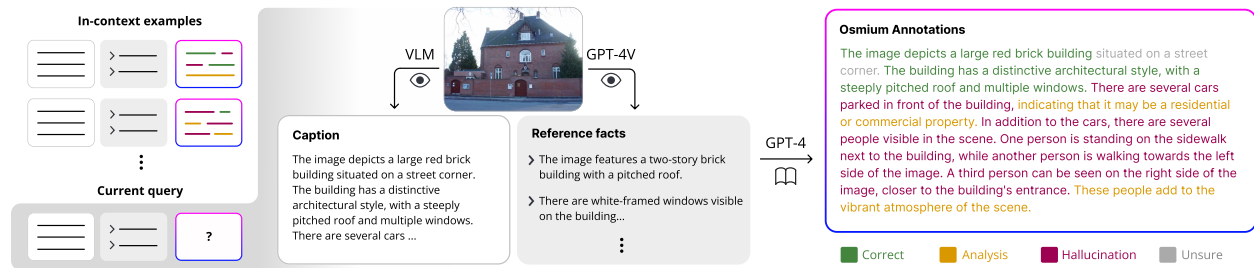 In-context examples
Current query
?
VLM
GPT-4V
Caption
The image depicts a large red brick
building situated on a street corner.
The building has a distinctive
architectural style, with a steeply
pitched roof and multiple windows.
There are several cars ...
Reference facts
The image features a two-story brick
building with a pitched roof.
There are white-framed windows visible
on the building...
GPT-4
Osmium Annotations
The image depicts a large red brick building situated on a street
corner. The building has a distinctive architectural style, with a
steeply pitched roof and multiple windows. There are several cars
parked in front of the building, indicating that it may be a residential
or commercial property. In addition to the cars, there are several
people visible in the scene. One person is standing on the sidewalk
next to the building, while another person is walking towards the left
side of the image. A third person can be seen on the right side of the
image, closer to the building's entrance. These people add to the
vibrant atmosphere of the scene.
Correct
Analysis
Hallucination
Unsure